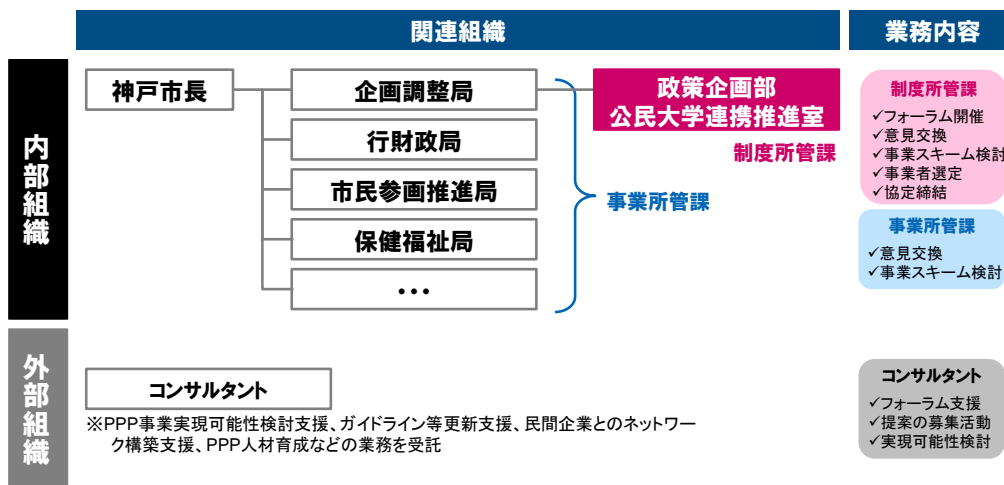 関連組織
業務内容
内部組織
神戸市長
企画調整局
行財政局
市民参画推進局
保健福祉局
・・・
政策企画部
公民大学連携推進室
制度所管課
事業所管課
制度所管課
✓フォーラム開催
✓意見交換
✓事業スキーム検討
✓事業者選定
✓協定締結
事業所管課
✓意見交換
✓事業スキーム検討
外部組織
コンサルタント
※PPP事業実現可能性検討支援、ガイドライン等更新支援、民間企業とのネットワー
ク構築支援、PPP人材育成などの業務を受託
コンサルタント
✓フォーラム支援
✓提案の募集活動
✓実現可能性検討